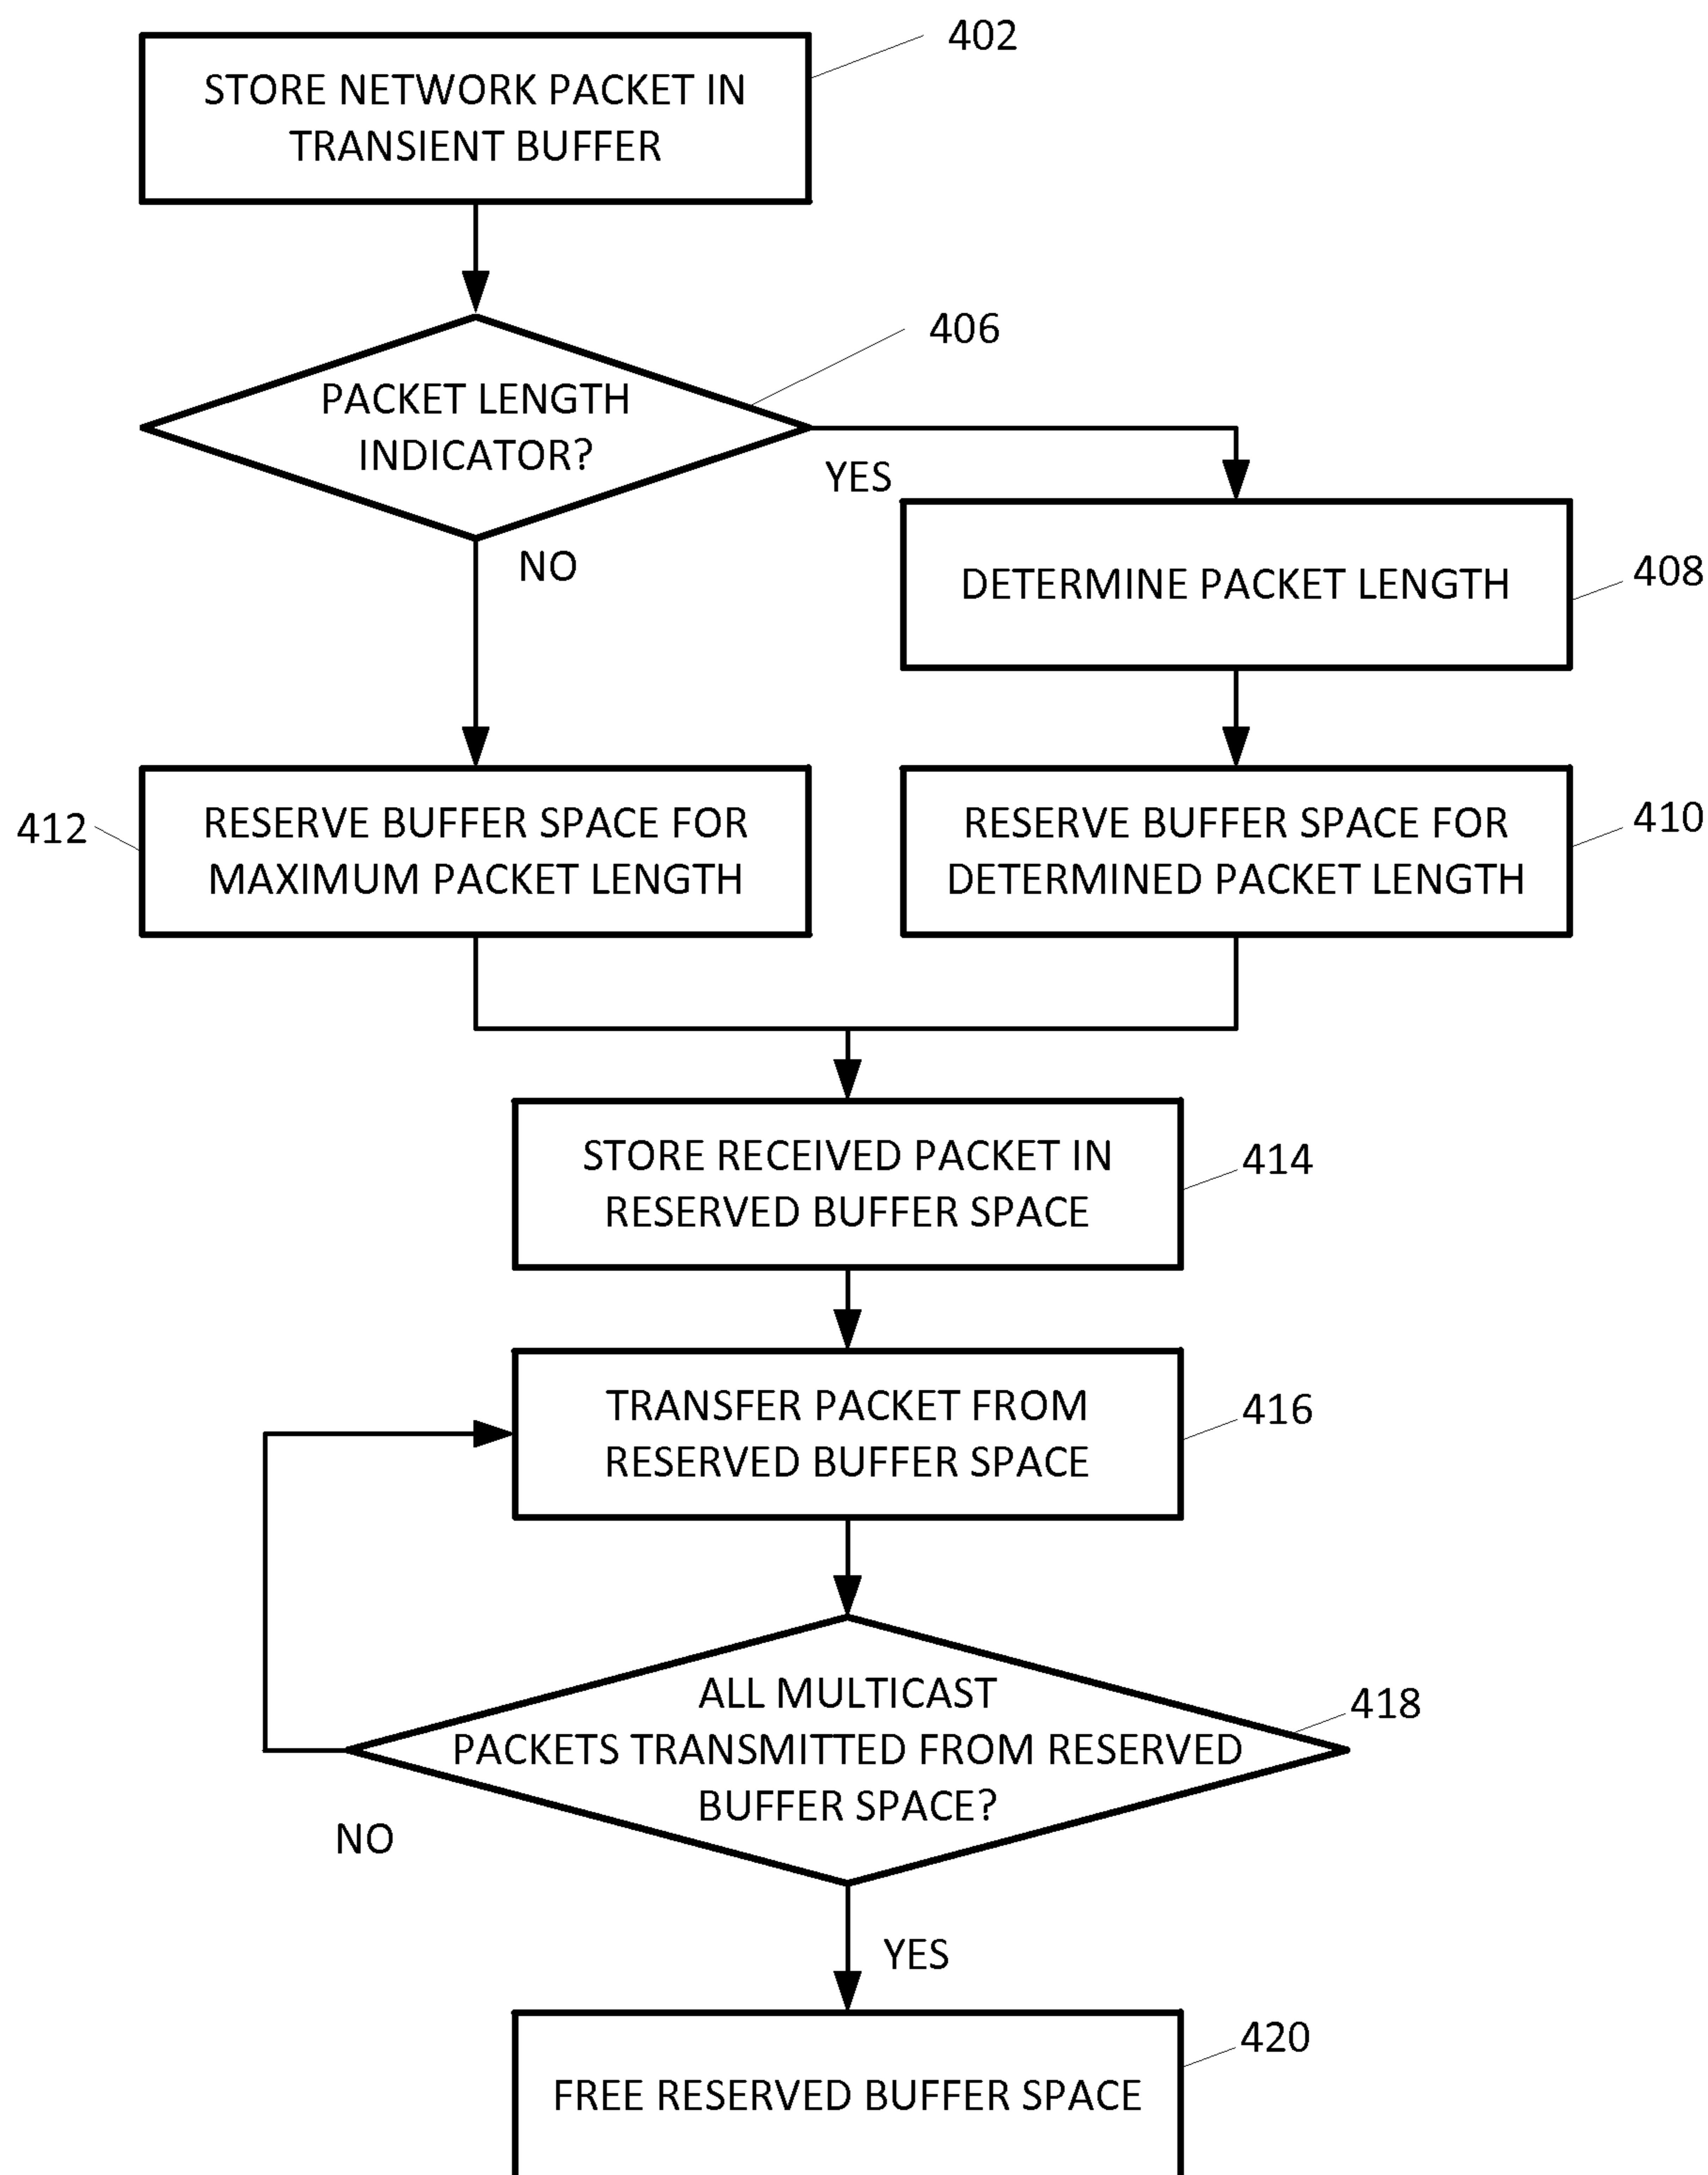 402
STORE NETWORK PACKET IN
TRANSIENT BUFFER
406
PACKET LENGTH
INDICATOR?
YES
NO
DETERMINE PACKET LENGTH
408
412
RESERVE BUFFER SPACE FOR
MAXIMUM PACKET LENGTH
RESERVE BUFFER SPACE FOR
DETERMINED PACKET LENGTH
410
STORE RECEIVED PACKET IN
RESERVED BUFFER SPACE
414
TRANSFER PACKET FROM
RESERVED BUFFER SPACE
416
ALL MULTICAST
PACKETS TRANSMITTED FROM RESERVED
BUFFER SPACE?
418
NO
YES
420
FREE RESERVED BUFFER SPACE